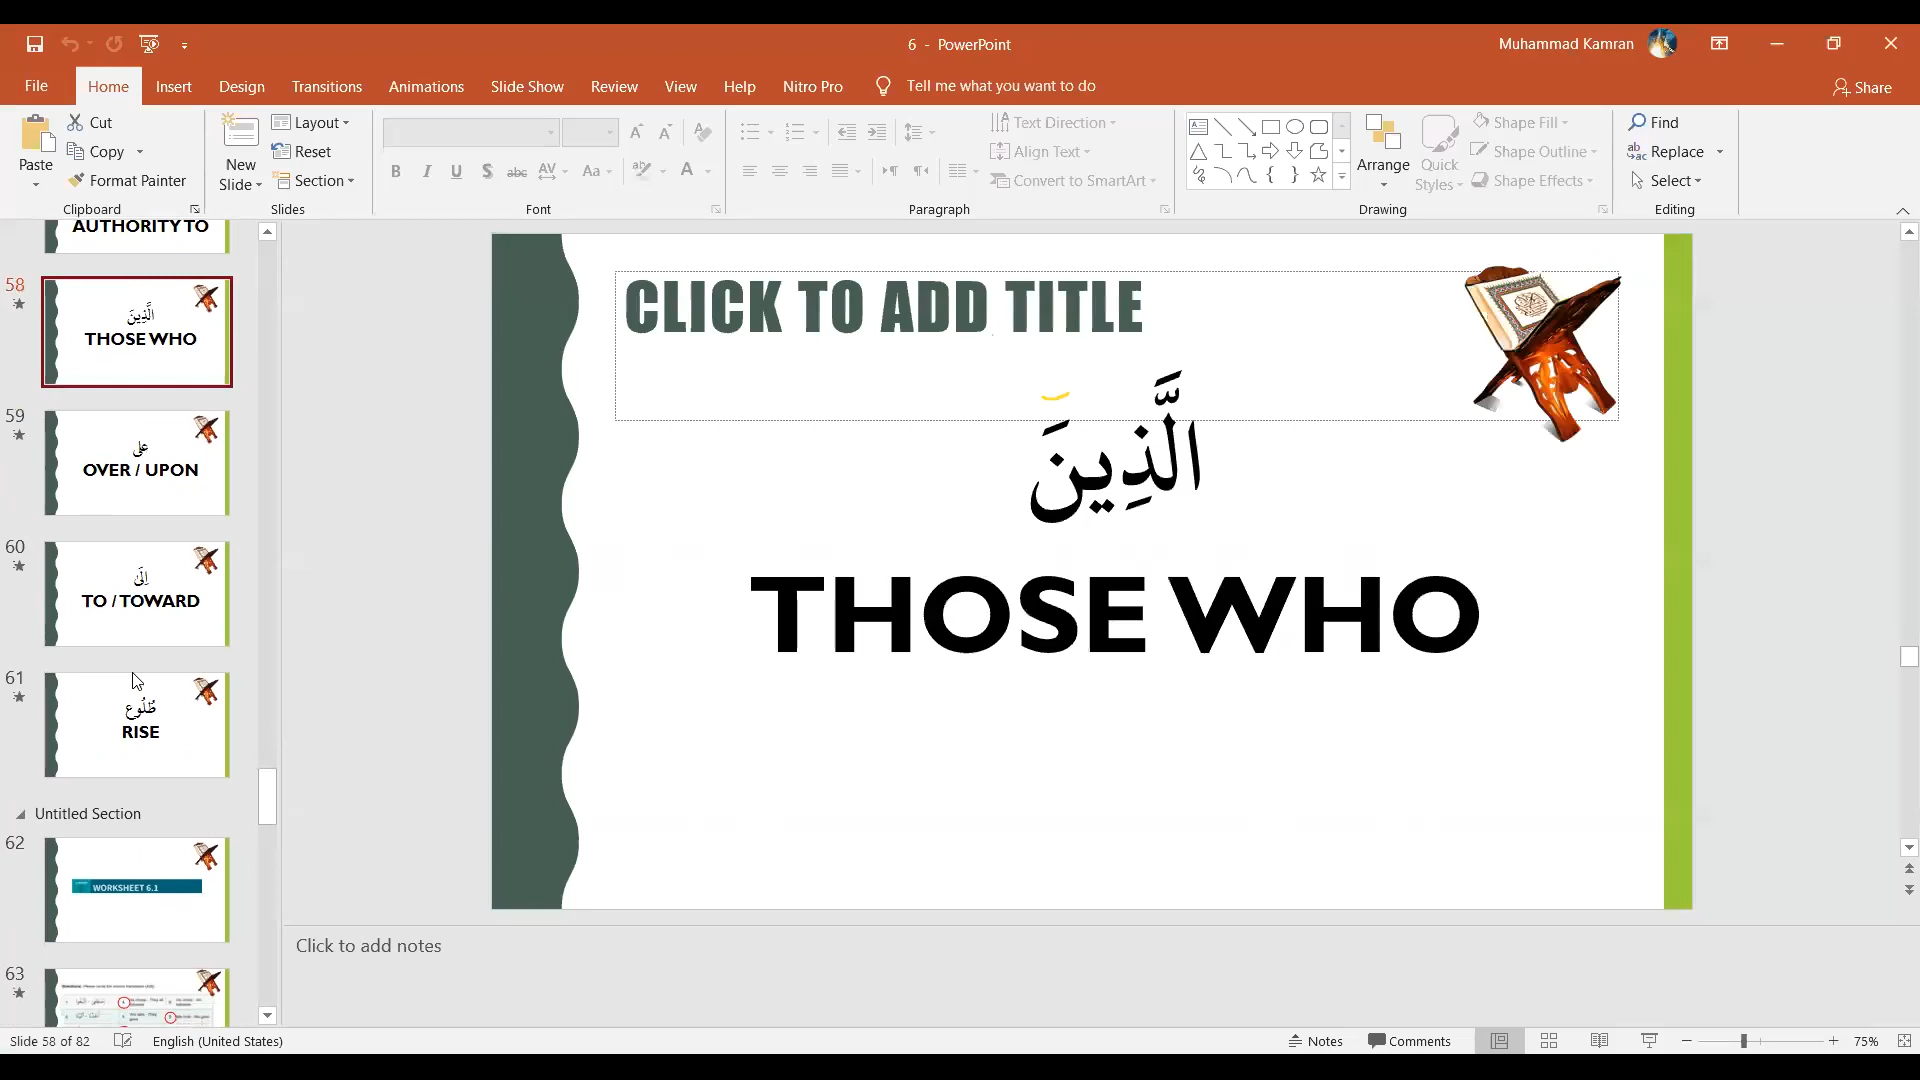 6 - PowerPoint
Muhammad Kamran
File Home Insert Design Transitions Animations Slide Show Review View Help Nitro Pro Tell me what you want to do Share
Paste
Cut
Copy
Format Painter
Clipboard
New Slide
Layout
Reset
Section
Slides
B I U S abc AV Aa A
Font
Text Direction
Align Text
Convert to SmartArt
Paragraph
Arrange
Quick Styles
Shape Fill
Shape Outline
Shape Effects
Drawing
Find
Replace
Select
Editing
AUTHORITY TO
58
الَّذِينَ
THOSE WHO
59
عَلَى
OVER / UPON
60
اِلَى
TO / TOWARD
61
طُلُوع
RISE
Untitled Section
62
WORKSHEET 6.1
63
CLICK TO ADD TITLE
الَّذِينَ
THOSE WHO
Click to add notes
Slide 58 of 82 English (United States) Notes Comments 75%